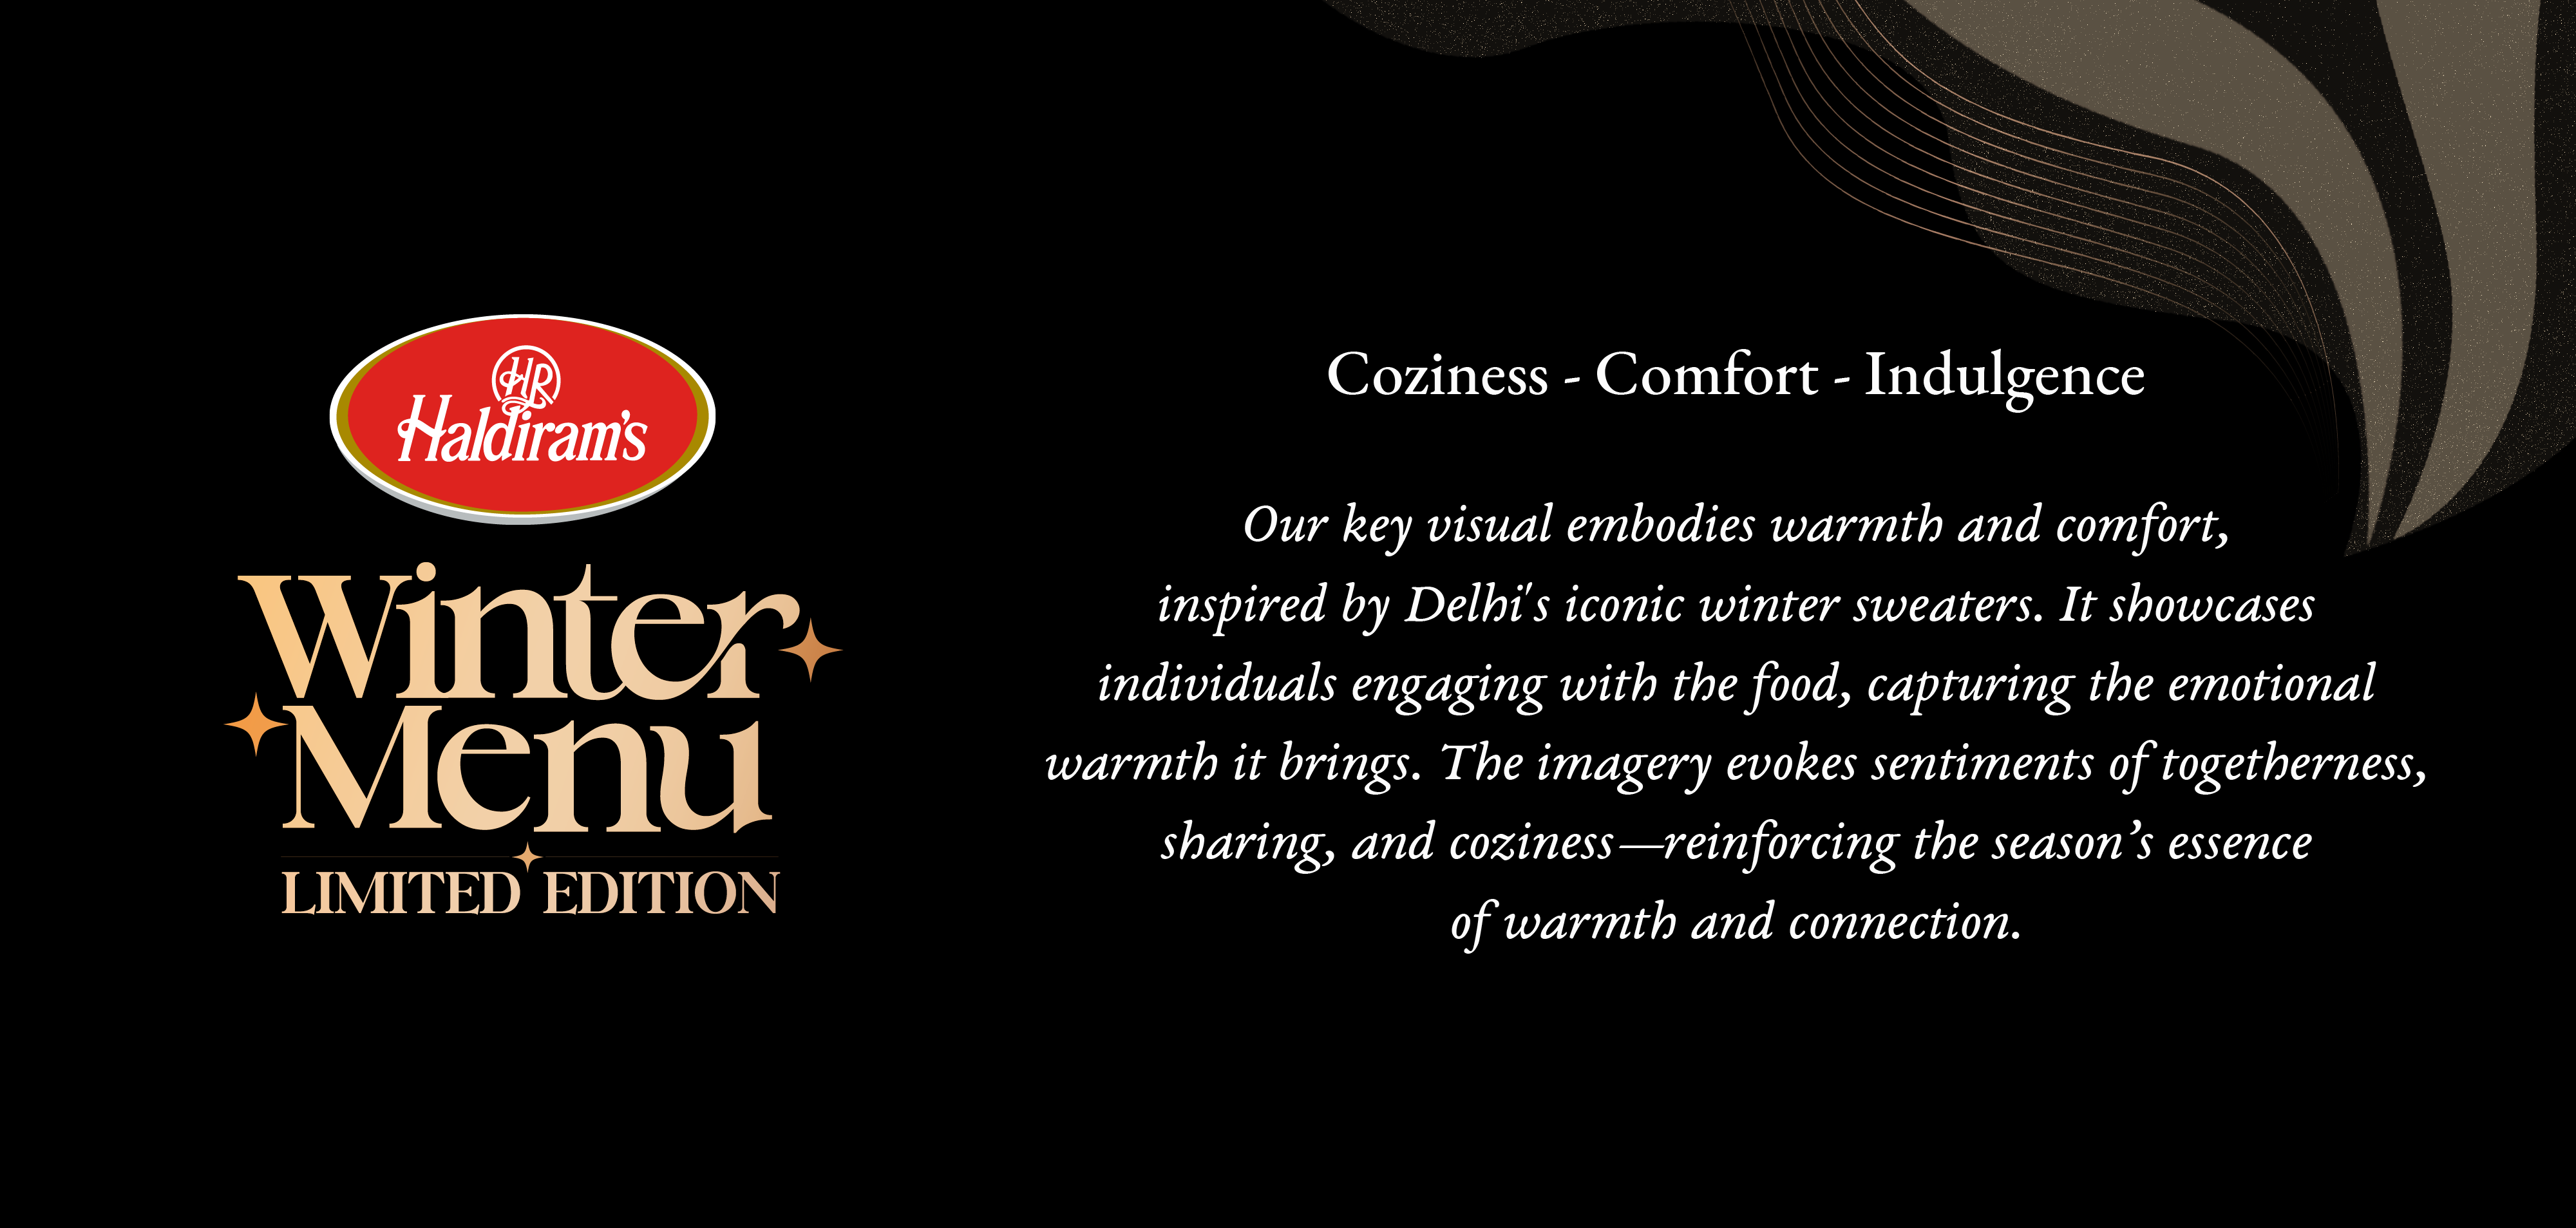 HR
Haldiram's
Winter
Menu
LIMITED EDITION
Coziness - Comfort - Indulgence
Our key visual embodies warmth and comfort,
inspired by Delhi's iconic winter sweaters. It showcases
individuals engaging with the food, capturing the emotional
warmth it brings. The imagery evokes sentiments of togetherness,
sharing, and coziness—reinforcing the season’s essence
of warmth and connection.